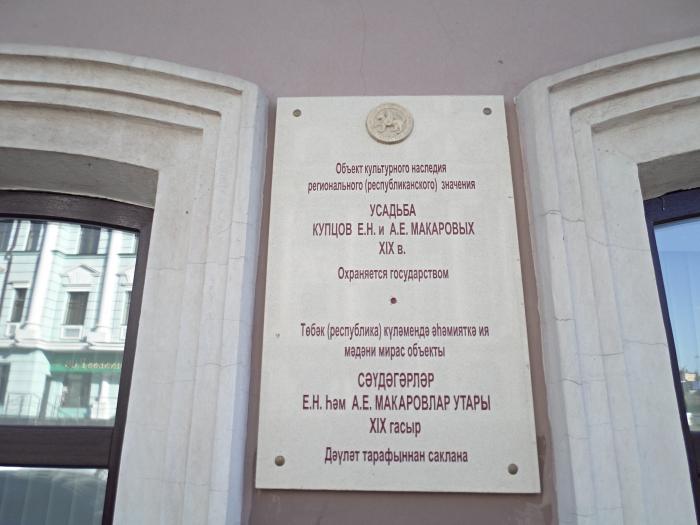 Объект культурного наследия
регионального (республиканского) значения
УСАДЬБА
КУПЦОВ Е.Н. и А.Е. МАКАРОВЫХ
XIX в.
Охраняется государством
Төбәк (республика) күләмендә әһәмияткә ия
мәдәни мирас объекты
СӘҮДӘГӘРЛӘР
Е.Н. һәм А.Е. МАКАРОВЛАР УТАРЫ
XIX гасыр
Дәүләт тарафыннан саклана